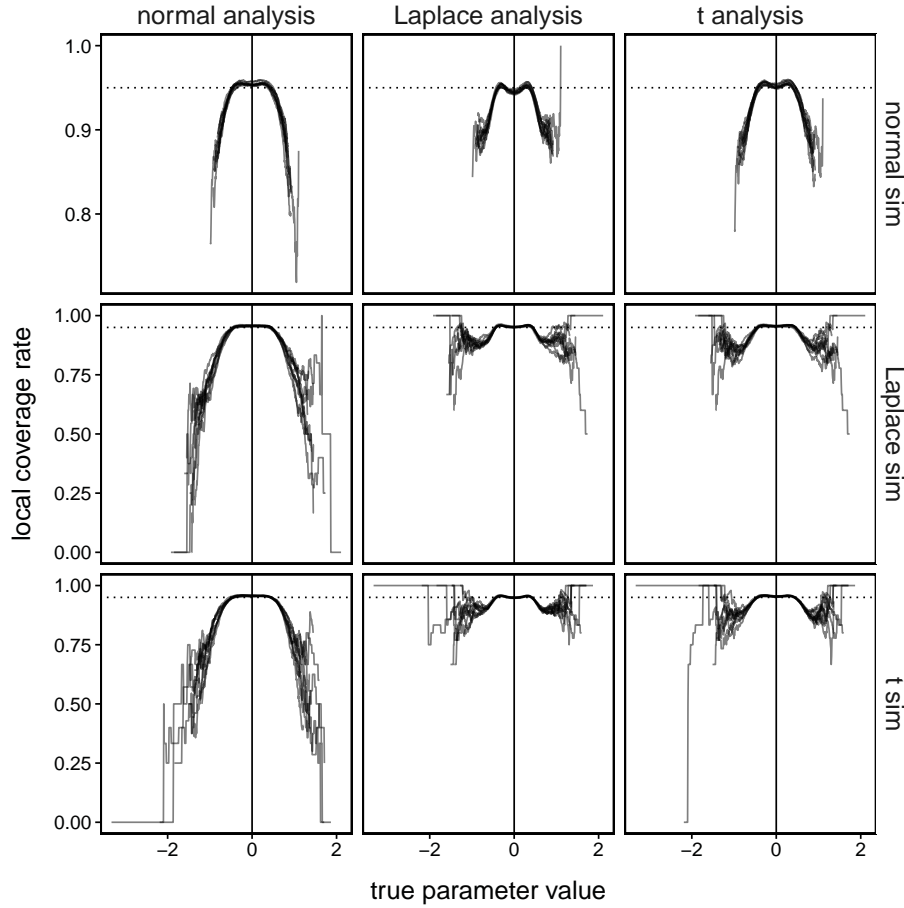 normal analysis
Laplace analysis
t analysis
1.0
0.9
0.8
normal sim
1.00
0.75
0.50
0.25
0.00
Laplace sim
1.00
0.75
0.50
0.25
0.00
t sim
local coverage rate
−2 0 2
−2 0 2
−2 0 2
true parameter value